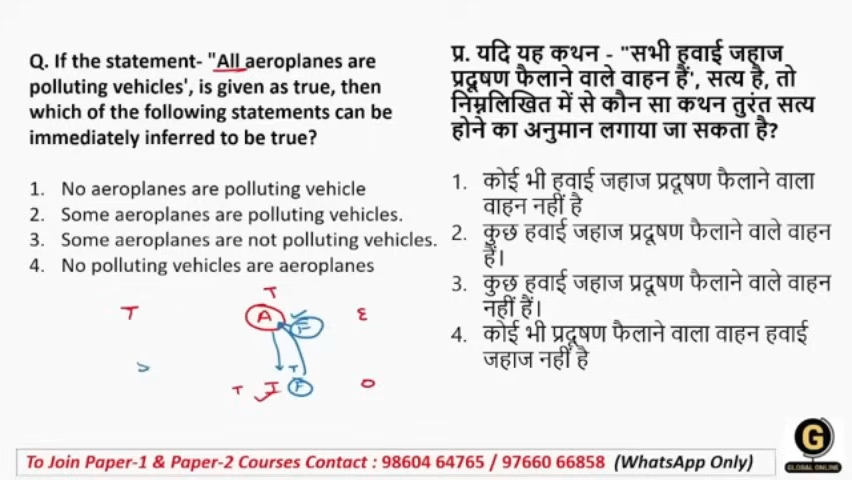 Q. If the statement- "All aeroplanes are
polluting vehicles', is given as true, then
which of the following statements can be
immediately inferred to be true?
1. No aeroplanes are polluting vehicle
2. Some aeroplanes are polluting vehicles.
3. Some aeroplanes are not polluting vehicles.
4. No polluting vehicles are aeroplanes
प्र. यदि यह कथन - "सभी हवाई जहाज
प्रदूषण फैलाने वाले वाहन हैं', सत्य है, तो
निम्नलिखित में से कौन सा कथन तुरंत सत्य
होने का अनुमान लगाया जा सकता है?
1. कोई भी हवाई जहाज प्रदूषण फैलाने वाला
वाहन नहीं है
2. कुछ हवाई जहाज प्रदूषण फैलाने वाले वाहन
हैं।
3. कुछ हवाई जहाज प्रदूषण फैलाने वाले वाहन
नहीं हैं।
4. कोई भी प्रदूषण फैलाने वाला वाहन हवाई
जहाज नहीं है
T
T A F E
T I T F O
G
GLOBAL ONLINE
To Join Paper-1 & Paper-2 Courses Contact : 98604 64765 / 97660 66858 (WhatsApp Only)